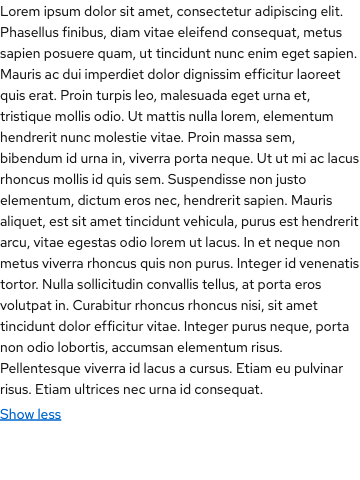 Lorem ipsum dolor sit amet, consectetur adipiscing elit.
Phasellus finibus, diam vitae eleifend consequat, metus
sapien posuere quam, ut tincidunt nunc enim eget sapien.
Mauris ac dui imperdiet dolor dignissim efficitur laoreet
quis erat. Proin turpis leo, malesuada eget urna et,
tristique mollis odio. Ut mattis nulla lorem, elementum
hendrerit nunc molestie vitae. Proin massa sem,
bibendum id urna in, viverra porta neque. Ut ut mi ac lacus
rhoncus mollis id quis sem. Suspendisse non justo
elementum, dictum eros nec, hendrerit sapien. Mauris
aliquet, est sit amet tincidunt vehicula, purus est hendrerit
arcu, vitae egestas odio lorem ut lacus. In et neque non
metus viverra rhoncus quis non purus. Integer id venenatis
tortor. Nulla sollicitudin convallis tellus, at porta eros
volutpat in. Curabitur rhoncus rhoncus nisi, sit amet
tincidunt dolor efficitur vitae. Integer purus neque, porta
non odio lobortis, accumsan elementum risus.
Pellentesque viverra id lacus a cursus. Etiam eu pulvinar
risus. Etiam ultrices nec urna id consequat.
Show less